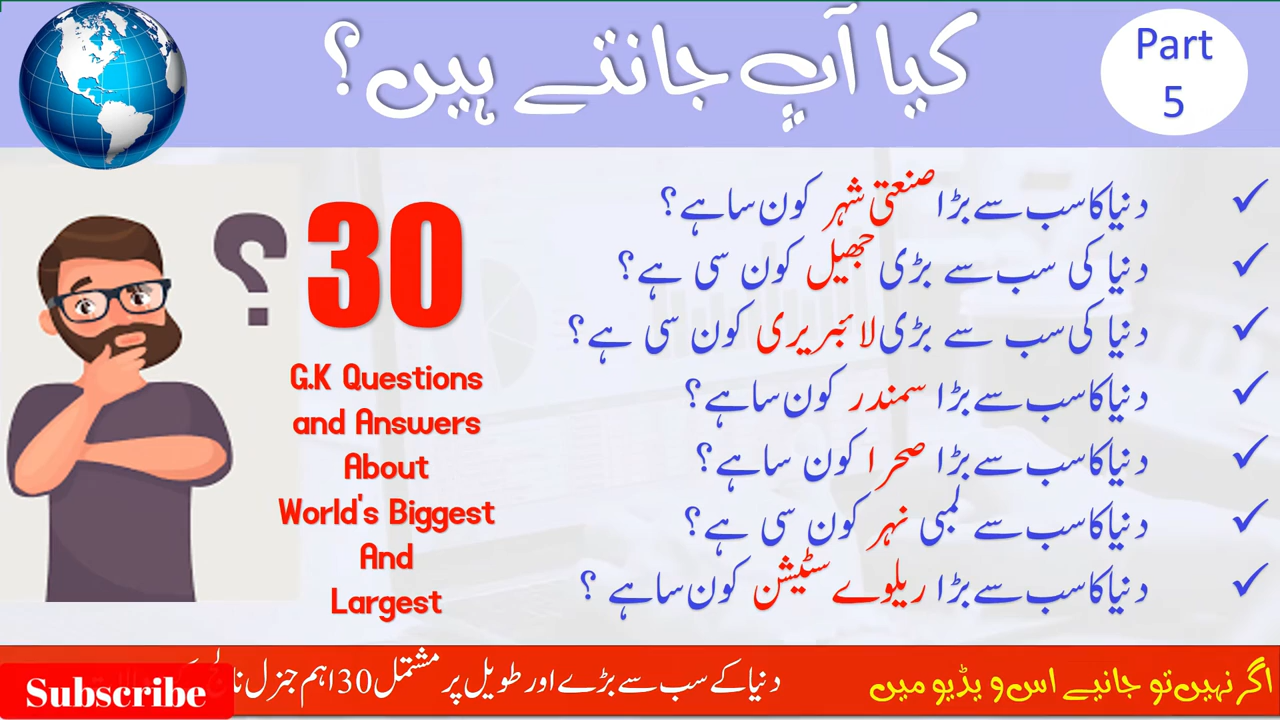 کیا آپ جانتے ہیں؟
Part
5
دنیا کا سب سے بڑا صنعتی شہر کون سا ہے؟
دنیا کی سب سے بڑی جھیل کون سی ہے؟
دنیا کی سب سے بڑی لائبریری کون سی ہے؟
دنیا کا سب سے بڑا سمندر کون سا ہے؟
دنیا کا سب سے بڑا صحرا کون سا ہے؟
دنیا کا سب سے لمبی نہر کون سی ہے؟
دنیا کا سب سے بڑا ریلوے سٹیشن کون سا ہے ؟
؟
30
G.K Questions
and Answers
About
World's Biggest
And
Largest
اگر نہیں تو جانیے اس ویڈیو میں
دنیا کے سب سے بڑے اور طویل پر مشتمل 30 اہم جنرل
Subscribe